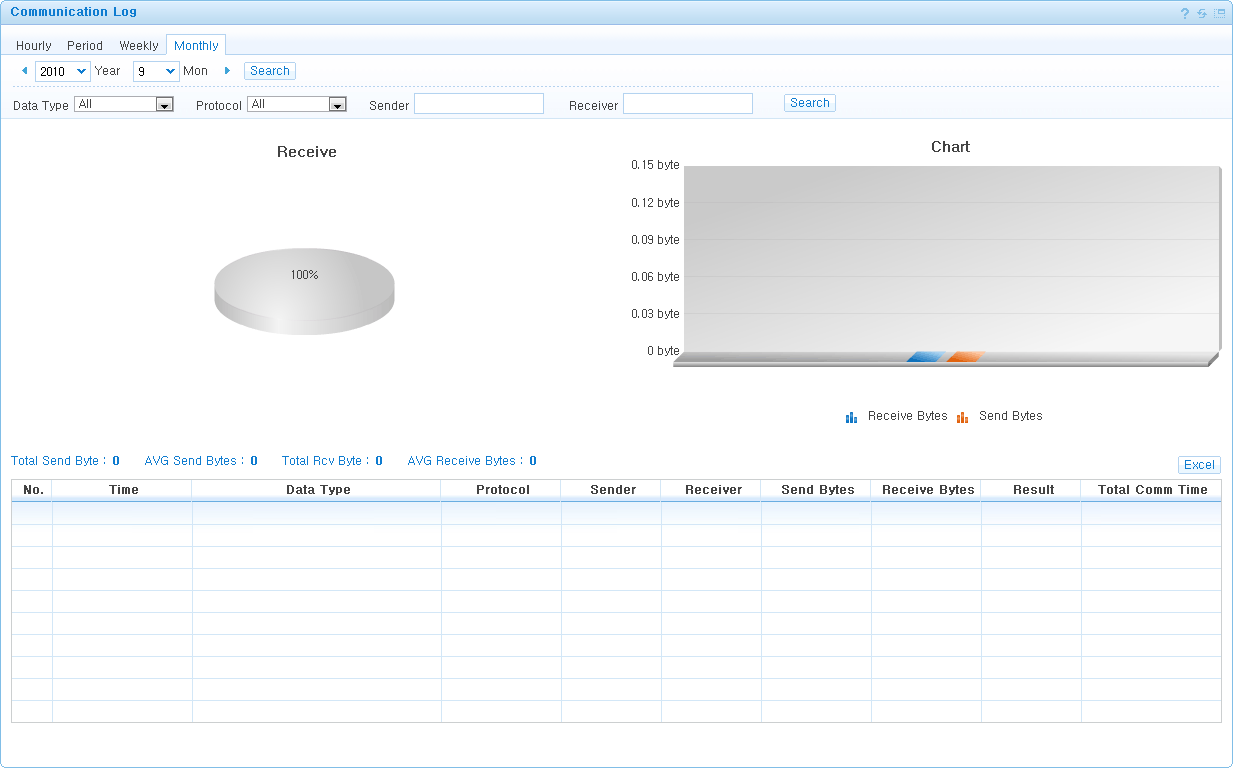 Communication Log
?
Hourly Period Weekly Monthly
2010 Year 9 Mon Search
Data Type All Protocol All Sender Receiver Search
Receive
100%
Chart
0.15 byte
0.12 byte
0.09 byte
0.06 byte
0.03 byte
0 byte
Receive Bytes Send Bytes
Total Send Byte : 0 AVG Send Bytes : 0 Total Rcv Byte : 0 AVG Receive Bytes : 0
Excel
No. Time Data Type Protocol Sender Receiver Send Bytes Receive Bytes Result Total Comm Time